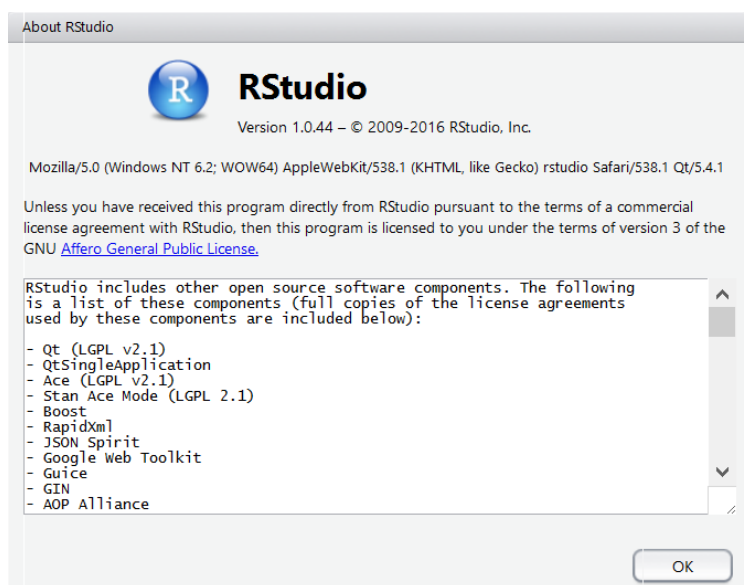 About RStudio
R
RStudio
Version 1.0.44 – © 2009-2016 RStudio, Inc.
Mozilla/5.0 (Windows NT 6.2; WOW64) AppleWebKit/538.1 (KHTML, like Gecko) rstudio Safari/538.1 Qt/5.4.1
Unless you have received this program directly from RStudio pursuant to the terms of a commercial
license agreement with RStudio, then this program is licensed to you under the terms of version 3 of the
GNU Affero General Public License.
RStudio includes other open source software components. The following
is a list of these components (full copies of the license agreements
used by these components are included below):
- Qt (LGPL v2.1)
- QtSingleApplication
- Ace (LGPL v2.1)
- Stan Ace Mode (LGPL 2.1)
- Boost
- RapidXml
- JSON Spirit
- Google Web Toolkit
- Guice
- GIN
- AOP Alliance
OK